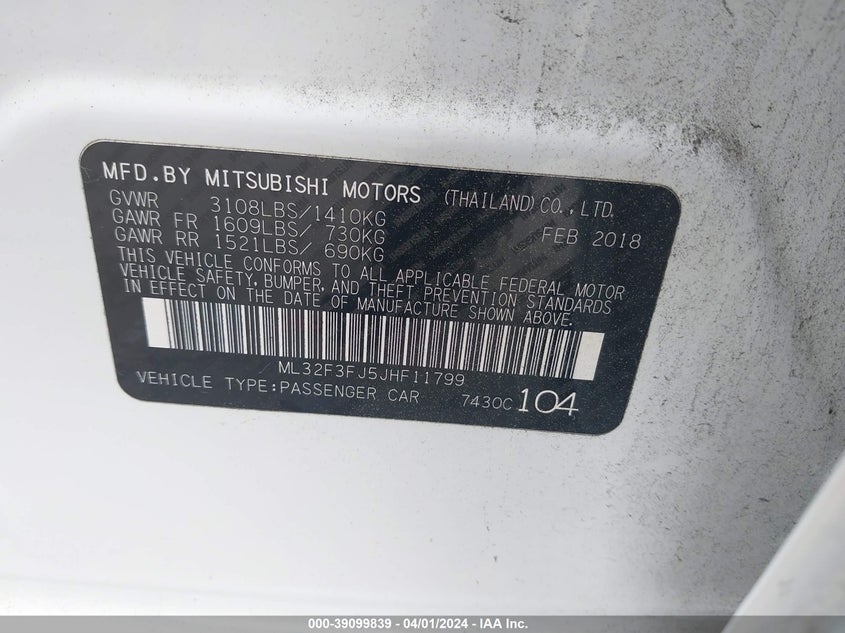 MFD.BY MITSUBISHI MOTORS (THAILAND)CO.,LTD.
GVWR 3108LBS/1410KG
GAWR FR 1609LBS/ 730KG FEB 2018
GAWR RR 1521LBS/ 690KG
THIS VEHICLE CONFORMS TO ALL APPLICABLE FEDERAL MOTOR
VEHICLE SAFETY, BUMPER, AND THEFT PREVENTION STANDARDS
IN EFFECT ON THE DATE OF MANUFACTURE SHOWN ABOVE.
ML32F3FJ5JHF11799
VEHICLE TYPE:PASSENGER CAR 7430C 104
000-39099839 - 04/01/2024 - IAA Inc.